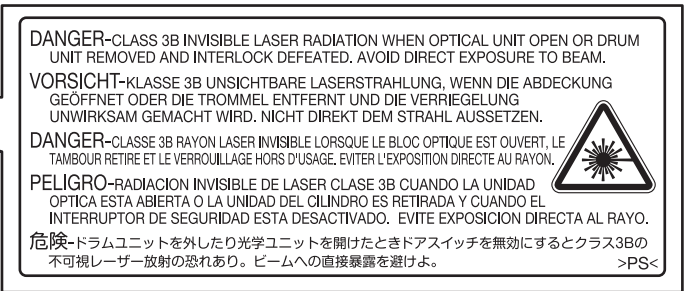 DANGER-CLASS 3B INVISIBLE LASER RADIATION WHEN OPTICAL UNIT OPEN OR DRUM
UNIT REMOVED AND INTERLOCK DEFEATED. AVOID DIRECT EXPOSURE TO BEAM.
VORSICHT-KLASSE 3B UNSICHTBARE LASERSTRAHLUNG, WENN DIE ABDECKUNG
GEÖFFNET ODER DIE TROMMEL ENTFERNT UND DIE VERRIEGELUNG
UNWIRKSAM GEMACHT WIRD. NICHT DIREKT DEM STRAHL AUSSETZEN.
DANGER-CLASSE 3B RAYON LASER INVISIBLE LORSQUE LE BLOC OPTIQUE EST OUVERT, LE
TAMBOUR RETIRE ET LE VERROUILLAGE HORS D'USAGE. EVITER L'EXPOSITION DIRECTE AU RAYON.
PELIGRO-RADIACION INVISIBLE DE LASER CLASE 3B CUANDO LA UNIDAD
OPTICA ESTA ABIERTA O LA UNIDAD DEL CILINDRO ES RETIRADA Y CUANDO EL
INTERRUPTOR DE SEGURIDAD ESTA DESACTIVADO. EVITE EXPOSICION DIRECTA AL RAYO.
危険-ドラムユニットを外したり光学ユニットを開けたときドアスイッチを無効にするとクラス3Bの
不可視レーザー放射の恐れあり。ビームへの直接暴露を避けよ。 >PS<